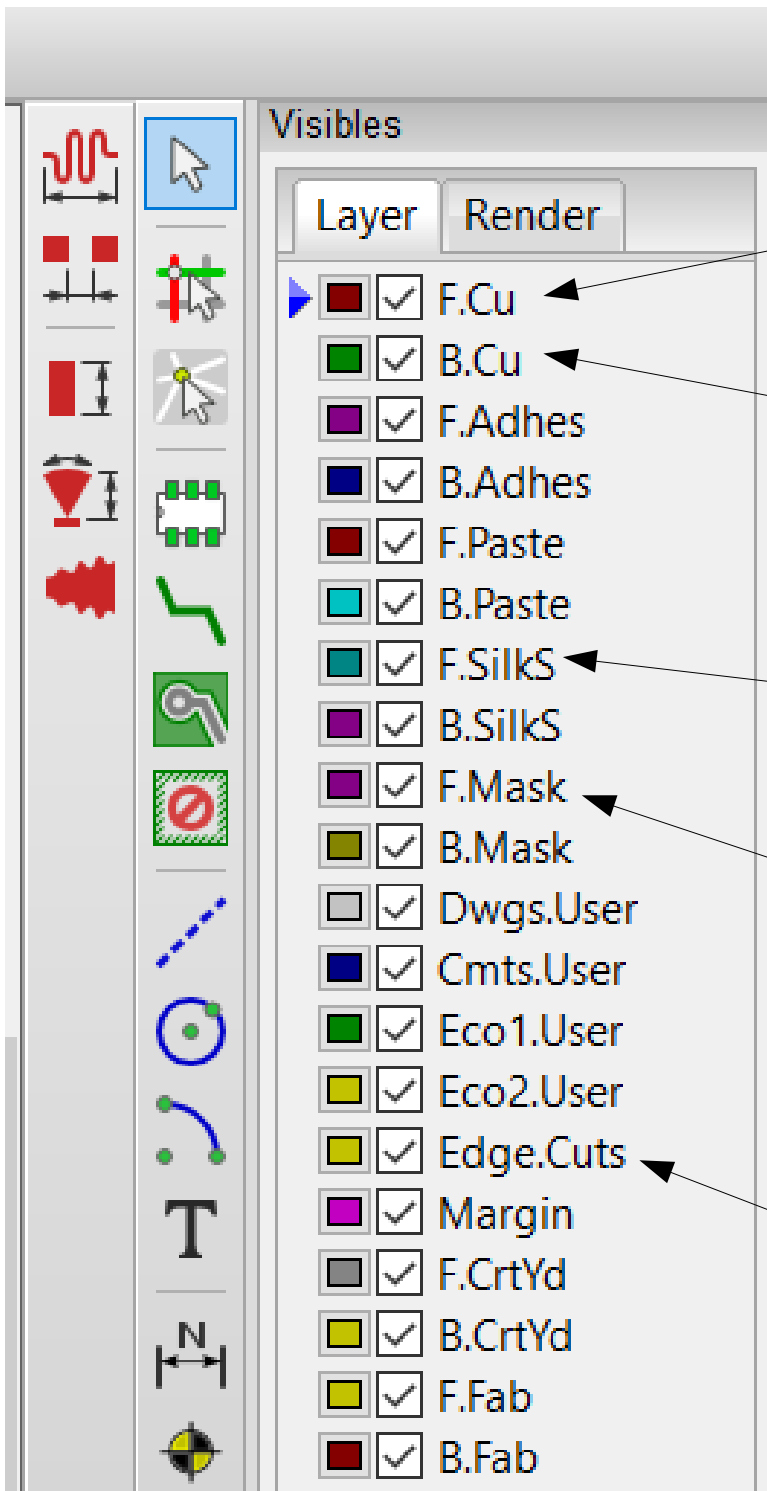 Visibles
Layer Render
F.Cu
B.Cu
F.Adhes
B.Adhes
F.Paste
B.Paste
F.SilkS
B.SilkS
F.Mask
B.Mask
Dwgs.User
Cmts.User
Eco1.User
Eco2.User
Edge.Cuts
Margin
T
F.CrtYd
N
B.CrtYd
F.Fab
B.Fab